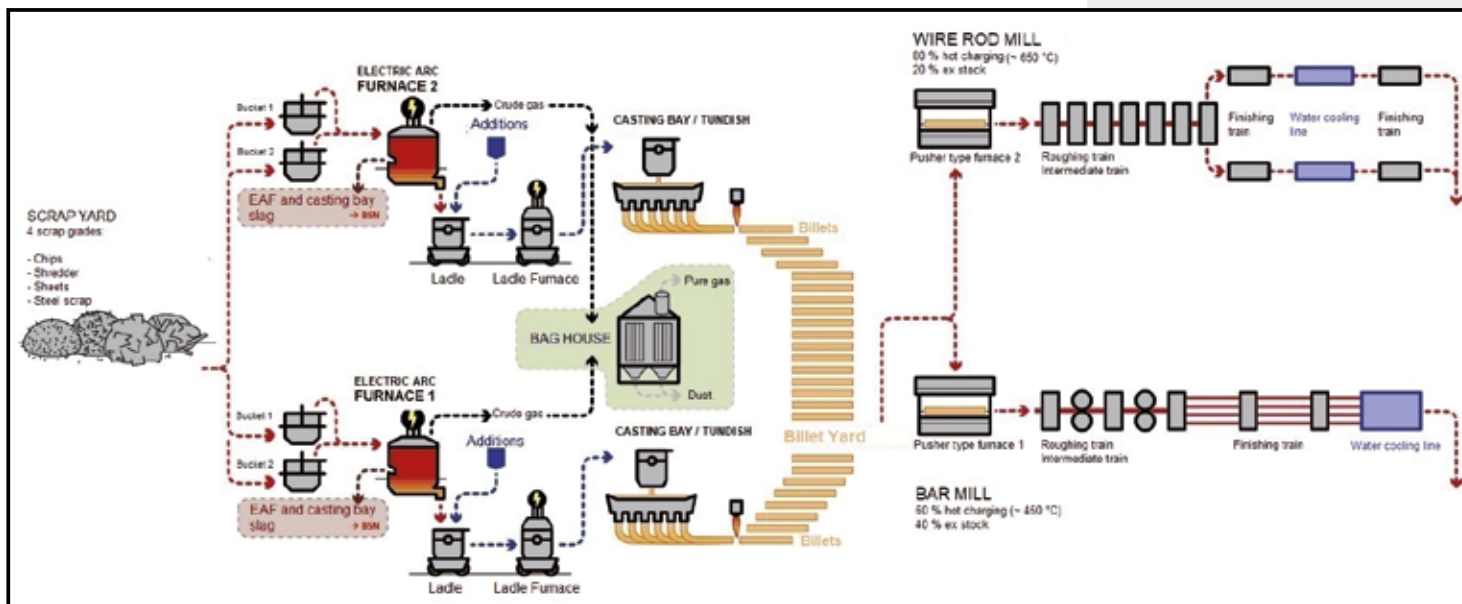 SCRAP YARD
4 scrap grades:
- Chips
- Shredder
- Sheets
- Steel scrap
Bucket 1
Bucket 2
ELECTRIC ARC
FURNACE 2
Crude gas
Additions
EAF and casting bay
slag
→ BSN
Ladle
Ladle Furnace
CASTING BAY / TUNDISH
Billets
BAG HOUSE
Pure gas
Dust
Bucket 1
Bucket 2
ELECTRIC ARC
FURNACE 1
Crude gas
Additions
EAF and casting bay
slag
→ BSN
Ladle
Ladle Furnace
CASTING BAY / TUNDISH
Billets
Billet Yard
WIRE ROD MILL
80 % hot charging (~ 650 °C)
20 % ex stock
Pusher type furnace 2
Roughing train
Intermediate train
Finishing
train
Water cooling
line
Finishing
train
Pusher type furnace 1
Roughing train
Intermediate train
Finishing train
Water cooling line
BAR MILL
60 % hot charging (~ 450 °C)
40 % ex stock